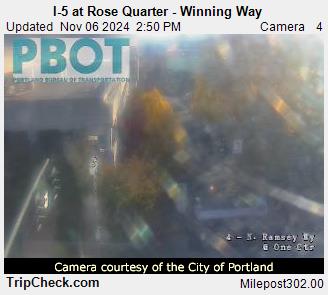 I-5 at Rose Quarter - Winning Way
Updated Nov 06 2024 2:50 PM Camera 4
PBOT
PORTLAND BUREAU OF TRANSPORTATION
4 - N. Ramsey Wy
@ One Ctr
Camera courtesy of the City of Portland
TripCheck.com Milepost302.00